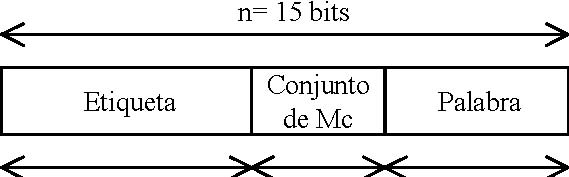 n= 15 bits
Etiqueta
Conjunto
de Mc
Palabra